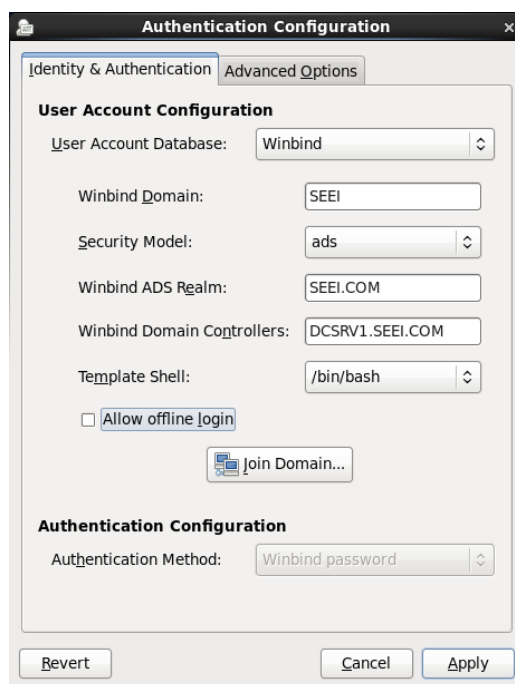 Authentication Configuration
Identity & Authentication
Advanced Options
User Account Configuration
User Account Database: Winbind
Winbind Domain: SEEI
Security Model: ads
Winbind ADS Realm: SEEI.COM
Winbind Domain Controllers: DCSRV1.SEEI.COM
Template Shell: /bin/bash
Allow offline login
Join Domain...
Authentication Configuration
Authentication Method: Winbind password
Revert
Cancel
Apply